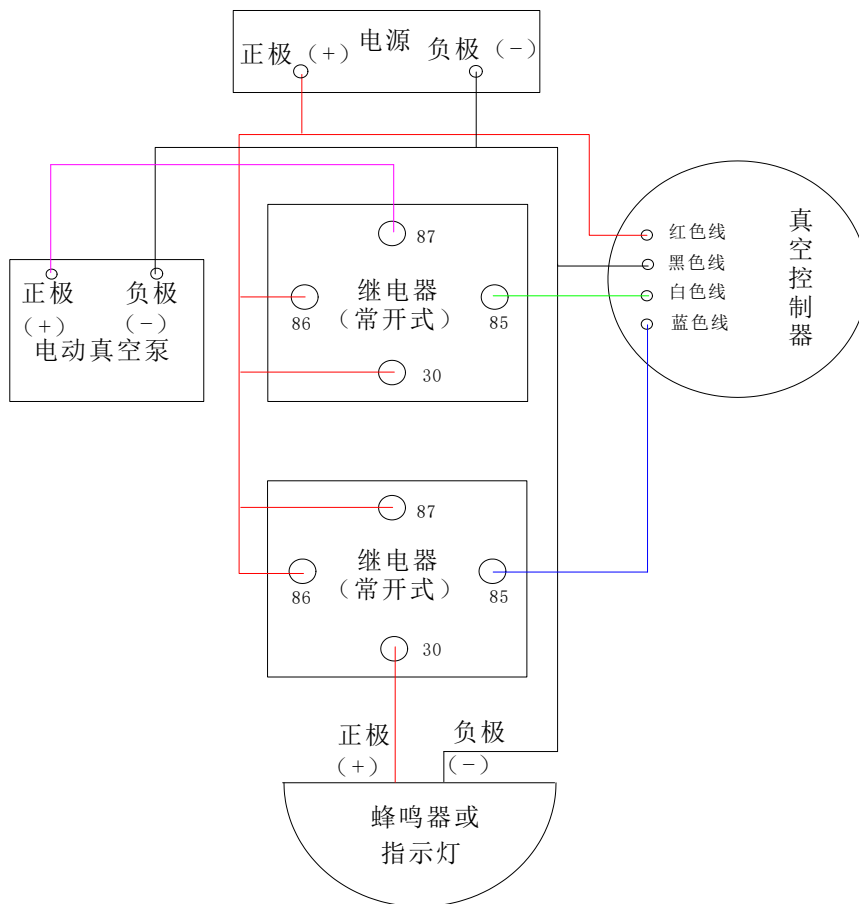 电源
正极（+）
负极（-）
87
继电器
（常开式）
86
85
30
正极
（+）
负极
（-）
电动真空泵
红色线
黑色线
白色线
蓝色线
真空控制器
87
继电器
（常开式）
86
85
30
正极
（+）
负极
（-）
蜂鸣器或
指示灯